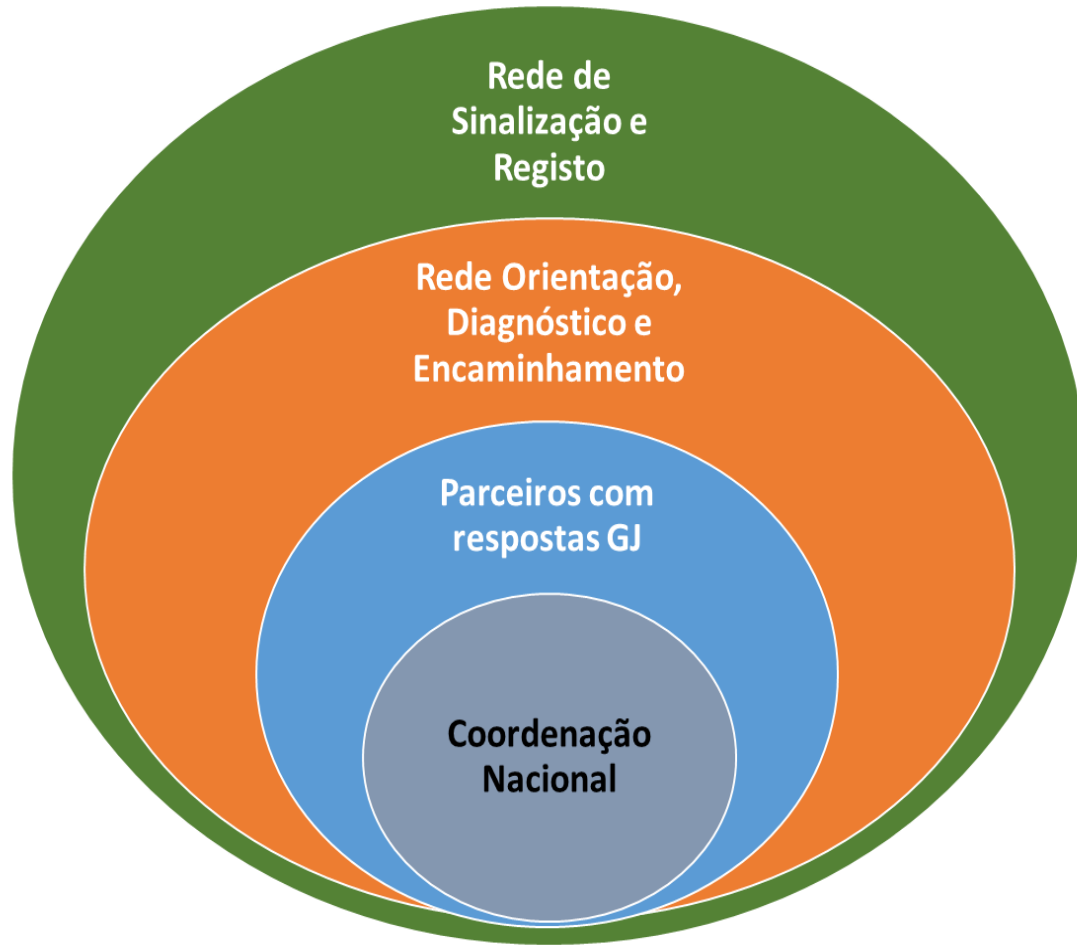 Rede de
Sinalização e
Registo
Rede Orientação,
Diagnóstico e
Encaminhamento
Parceiros com
respostas GJ
Coordenação
Nacional